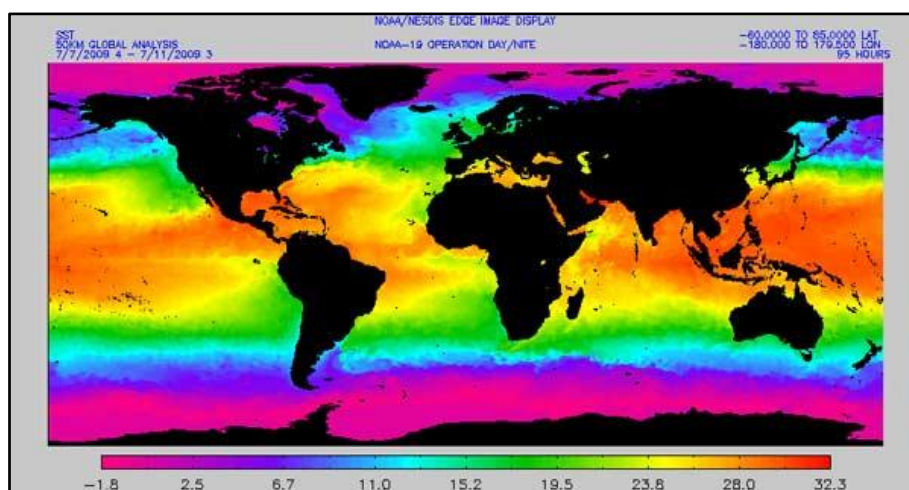 NOAA/NESDIS EDGE IMAGE DISPLAY
SST
50KM GLOBAL ANALYSIS
7/7/2009 4 - 7/11/2009 3
NOAA-19 OPERATION DAY/NITE
-60.0000 TO 85.0000 LAT
-180.000 TO 179.500 LON
95 HOURS
-1.8 2.5 6.7 11.0 15.2 19.5 23.8 28.0 32.3